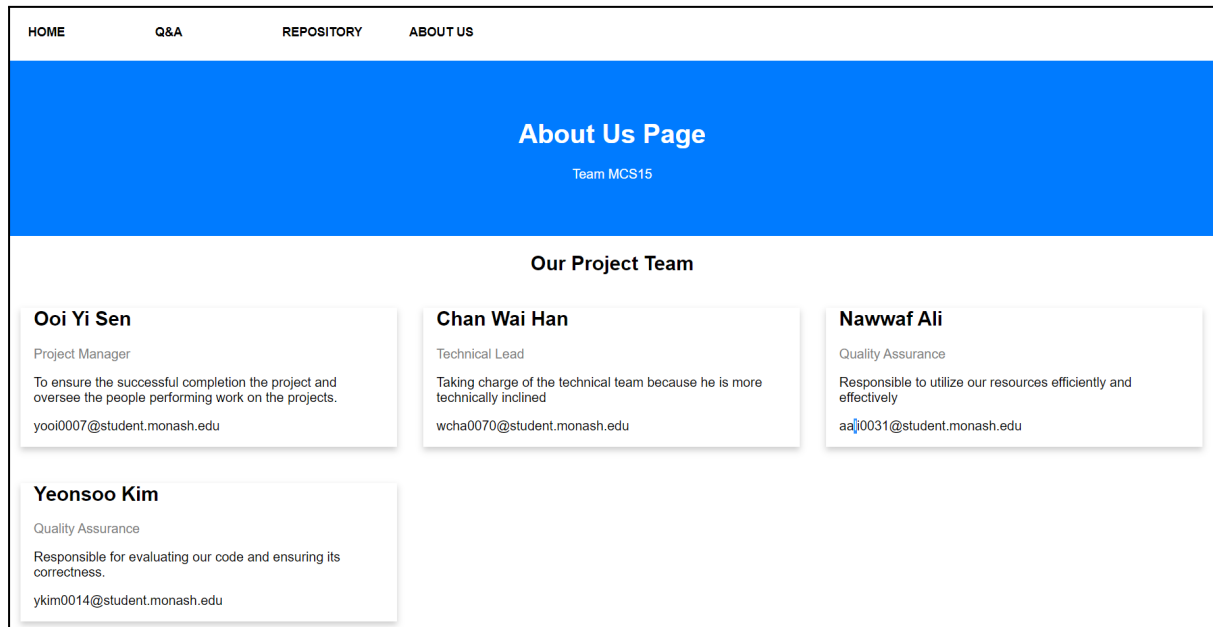 HOME Q&A REPOSITORY ABOUT US
About Us Page
Team MCS15
Our Project Team
Ooi Yi Sen
Project Manager
To ensure the successful completion the project and
oversee the people performing work on the projects.
yooi0007@student.monash.edu
Chan Wai Han
Technical Lead
Taking charge of the technical team because he is more
technically inclined
wcha0070@student.monash.edu
Nawwaf Ali
Quality Assurance
Responsible to utilize our resources efficiently and
effectively
aali0031@student.monash.edu
Yeonsoo Kim
Quality Assurance
Responsible for evaluating our code and ensuring its
correctness.
ykim0014@student.monash.edu